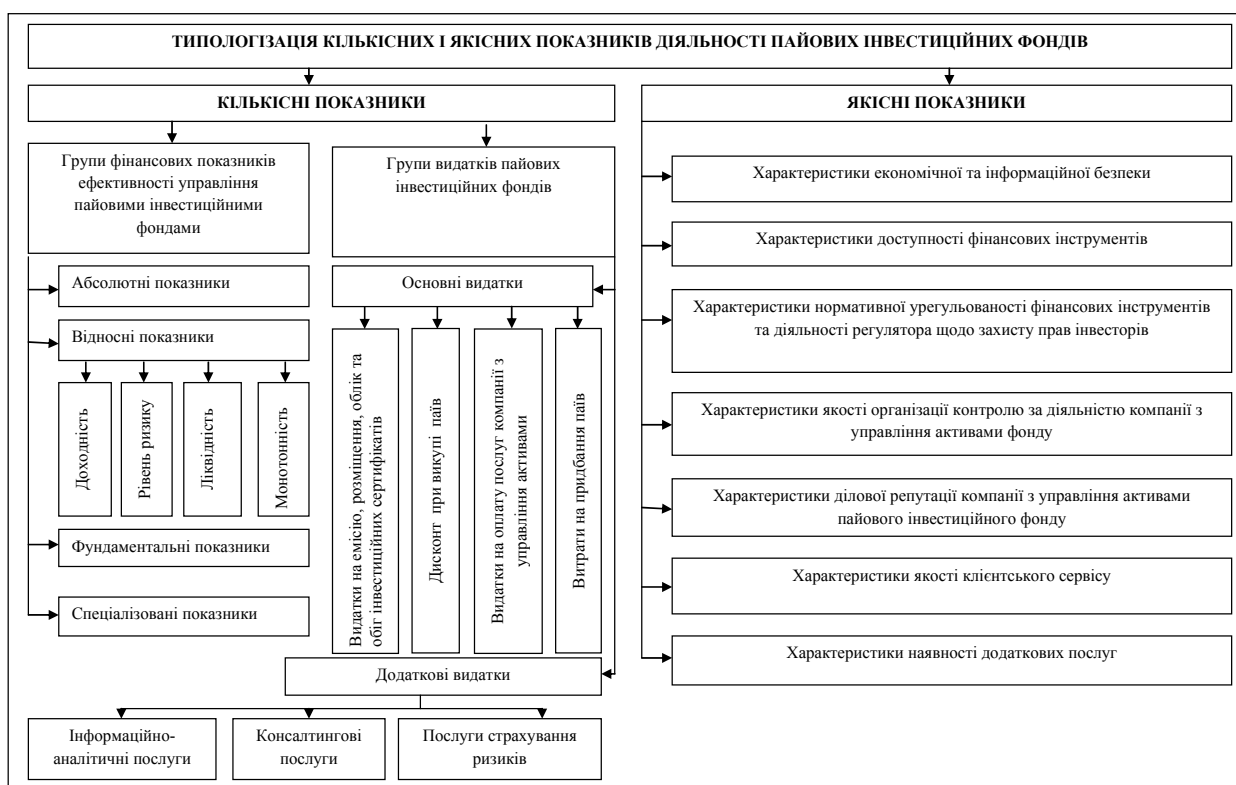 ТИПОЛОГІЗАЦІЯ КІЛЬКІСНИХ І ЯКІСНИХ ПОКАЗНИКІВ ДІЯЛЬНОСТІ ПАЙОВИХ ІНВЕСТИЦІЙНИХ ФОНДІВ
КІЛЬКІСНІ ПОКАЗНИКИ
Групи фінансових показників
ефективності управління
пайовими інвестиційними
фондами
Абсолютні показники
Відносні показники
Доходність
Рівень ризику
Ліквідність
Монотонність
Фундаментальні показники
Спеціалізовані показники
Групи видатків пайових
інвестиційних фондів
Основні видатки
Видатки на емісію, розміщення, облік та
обіг інвестиційних сертифікатів
Дисконт при викупі паїв
Видатки на оплату послуг компанії з
управління активами
Витрати на придбання паїв
Додаткові видатки
Інформаційно-
аналітичні послуги
Консалтингові
послуги
Послуги страхування
ризиків
ЯКІСНІ ПОКАЗНИКИ
Характеристики економічної та інформаційної безпеки
Характеристики доступності фінансових інструментів
Характеристики нормативної урегульованості фінансових інструментів
та діяльності регулятора щодо захисту прав інвесторів
Характеристики якості організації контролю за діяльністю компанії з
управління активами фонду
Характеристики ділової репутації компанії з управління активами
пайового інвестиційного фонду
Характеристики якості клієнтського сервісу
Характеристики наявності додаткових послуг